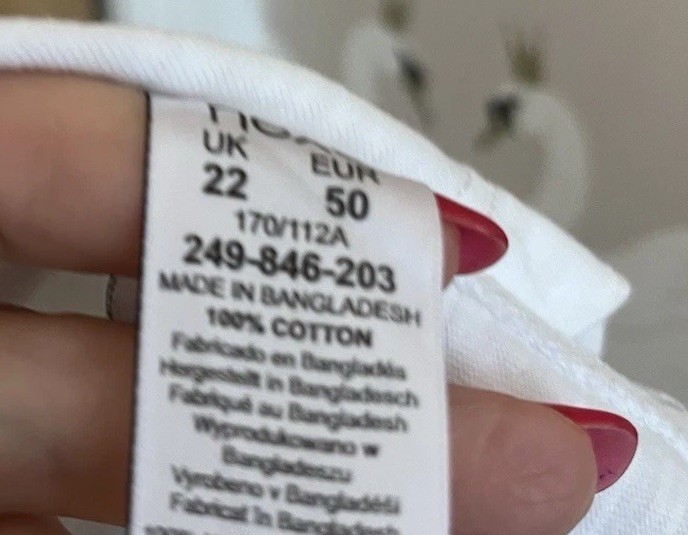 UK EUR
22 50
170/112A
249-846-203
MADE IN BANGLADESH
100% COTTON
Fabricado en Bangladés
Hergestellt in Bangladesch
Fabriqué au Bangladesh
Wyprodukowano w
Bangladeszu
Vyrobeno v Bangladéši
Fabricat în Bangladesh